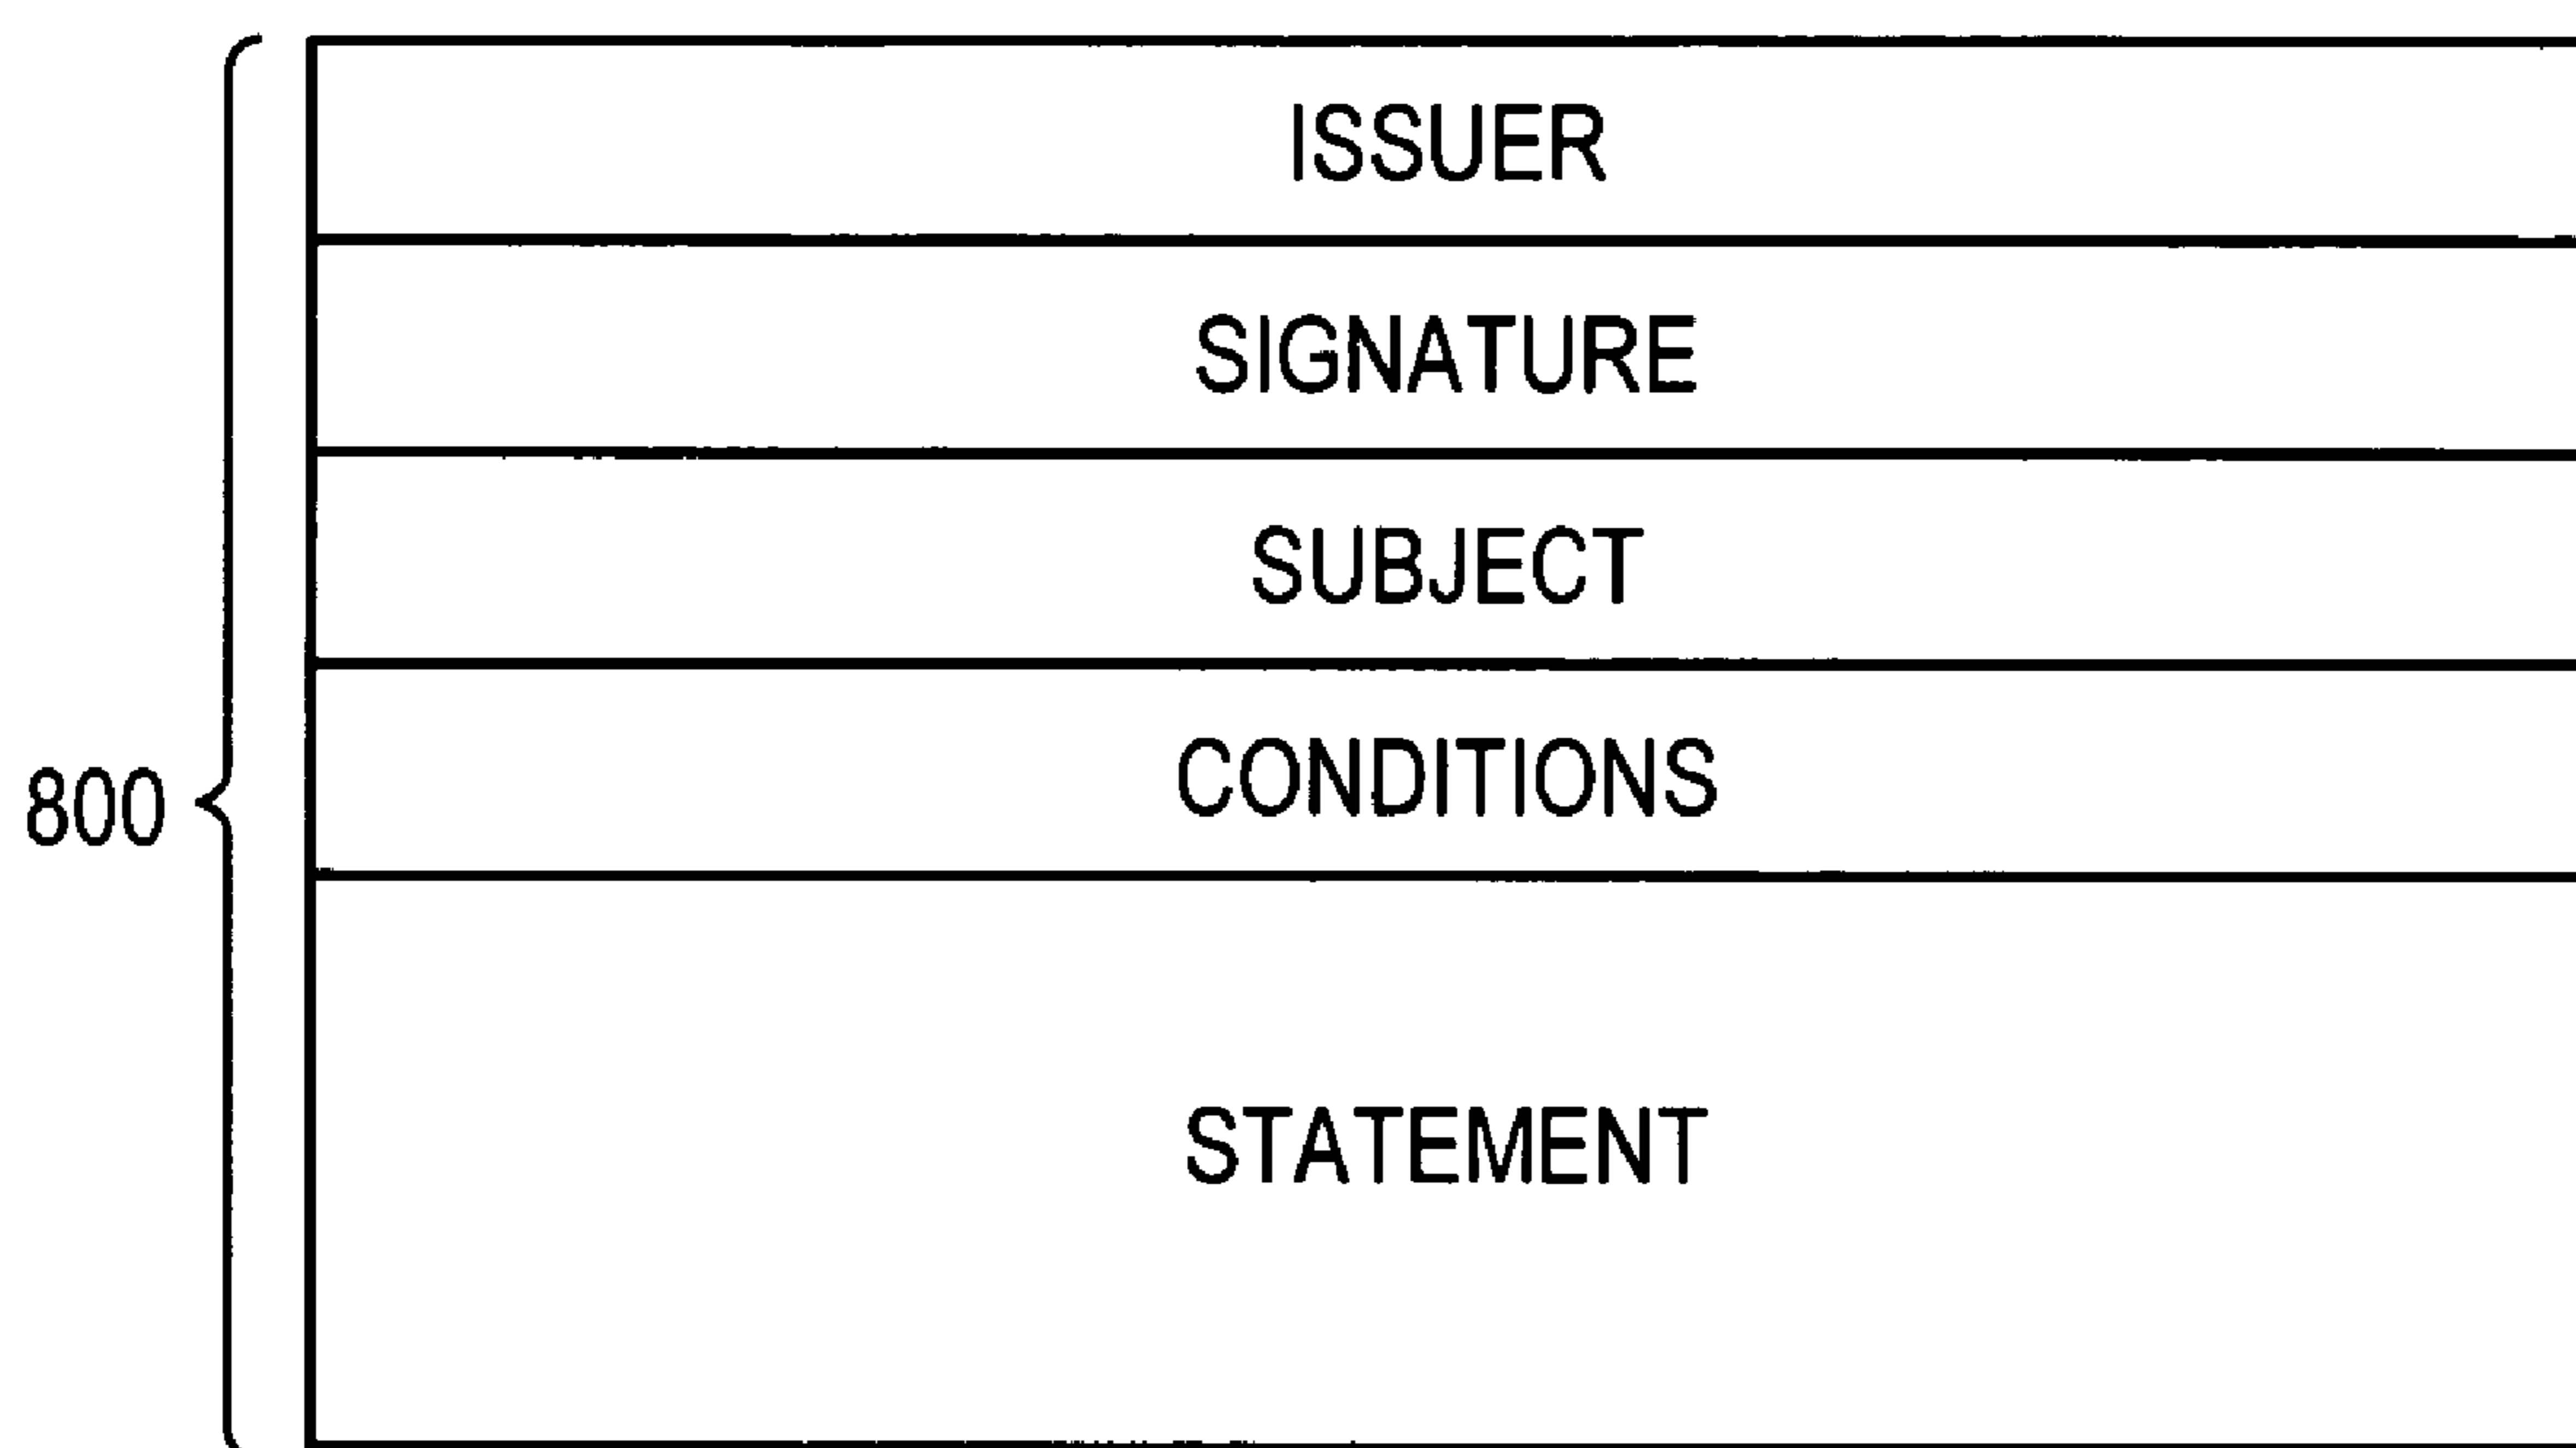 ISSUER
SIGNATURE
SUBJECT
CONDITIONS
800
STATEMENT